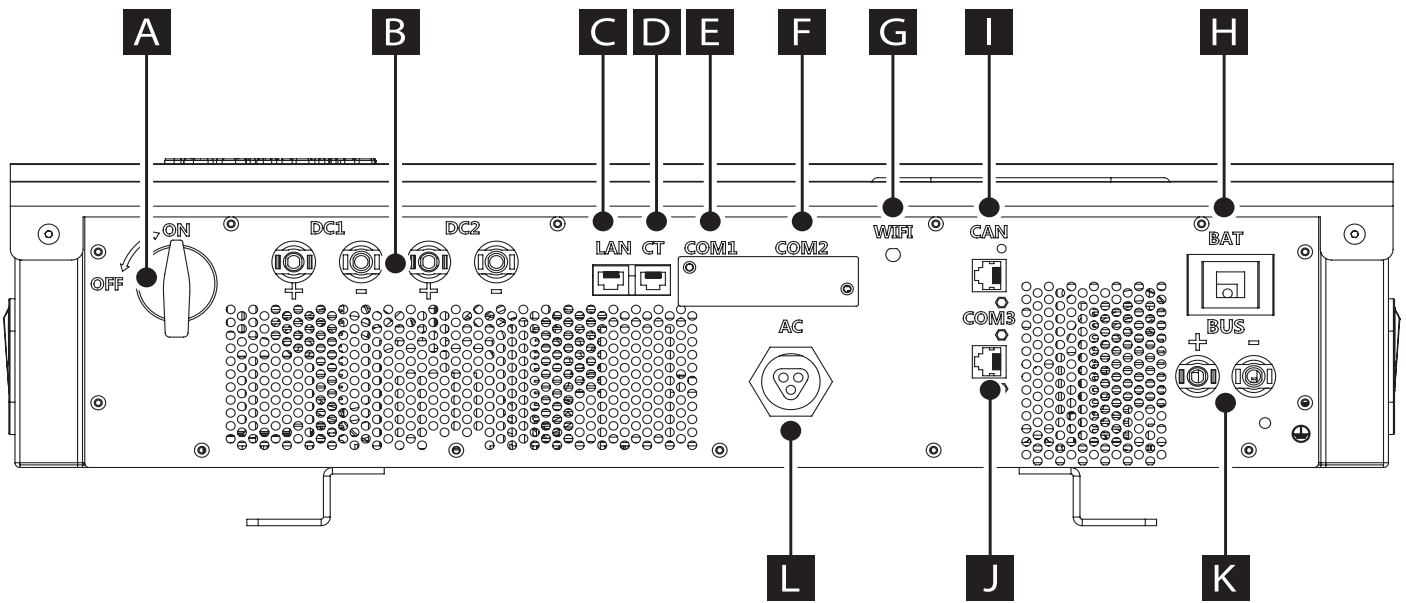 A B C D E F G I H
ON DC1 DC2 LAN CT COM1 COM2 WIFI CAN BAT
OFF
+ - + -
COM3 BUS
AC
+ -
L J K